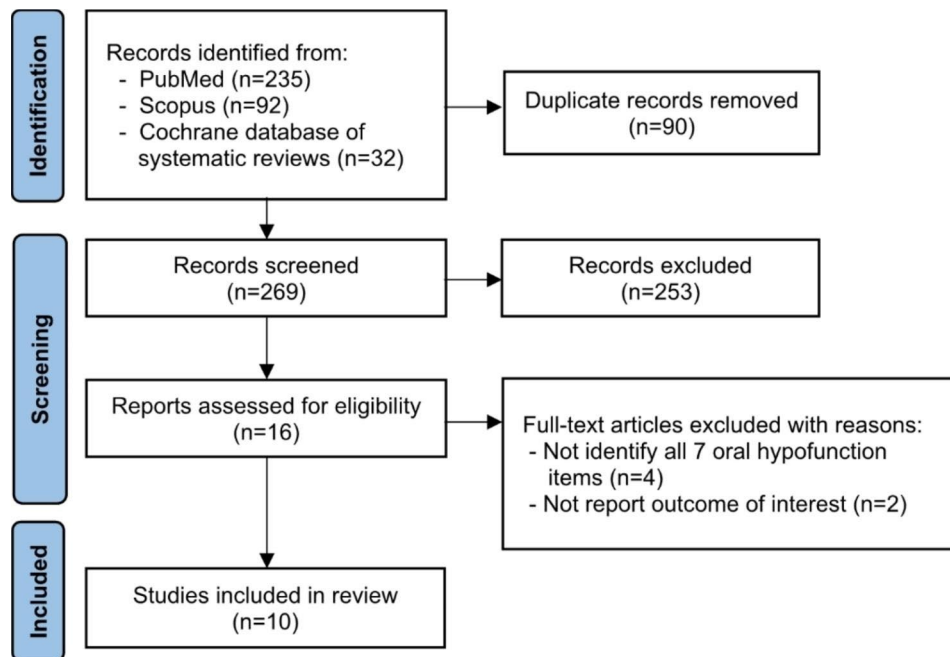 Identification
Records identified from:
- PubMed (n=235)
- Scopus (n=92)
- Cochrane database of
systematic reviews (n=32)
Duplicate records removed
(n=90)
Screening
Records screened
(n=269)
Records excluded
(n=253)
Reports assessed for eligibility
(n=16)
Full-text articles excluded with reasons:
- Not identify all 7 oral hypofunction
items (n=4)
- Not report outcome of interest (n=2)
Included
Studies included in review
(n=10)